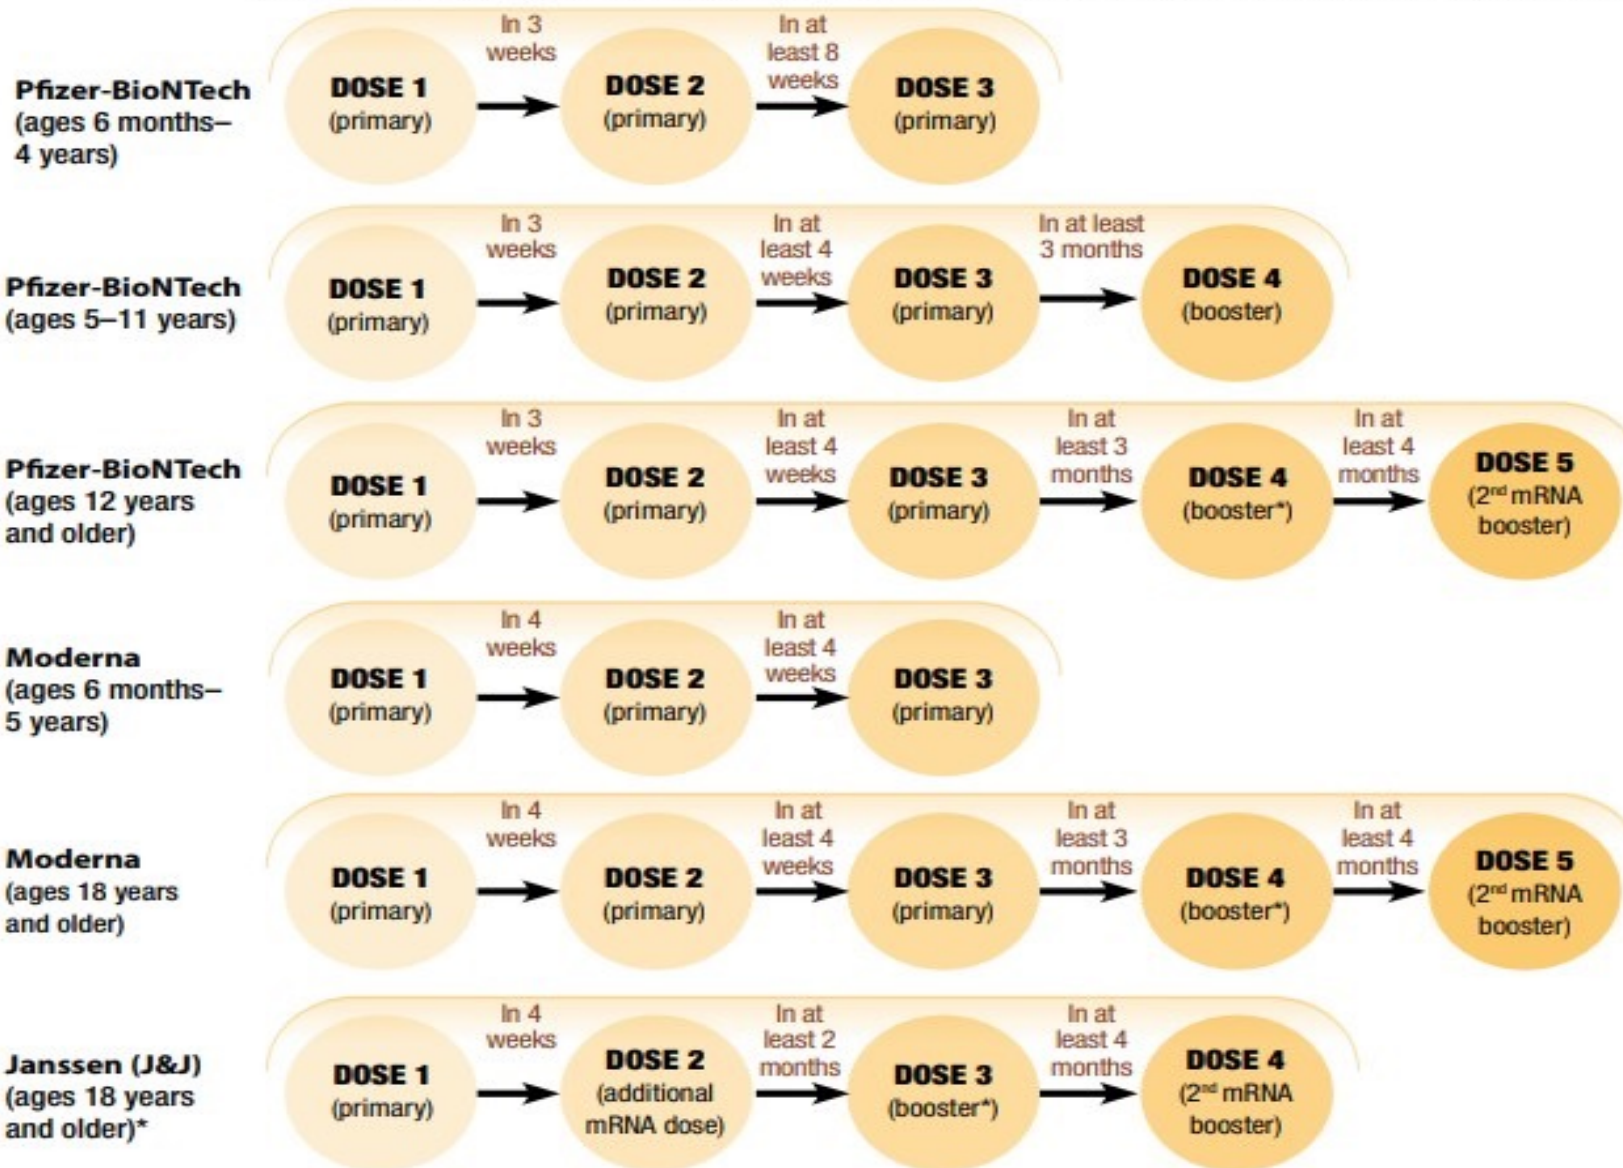 Pfizer-BioNTech
(ages 6 months–
4 years)
DOSE 1
(primary)
In 3
weeks
DOSE 2
(primary)
In at
least 8
weeks
DOSE 3
(primary)
Pfizer-BioNTech
(ages 5–11 years)
DOSE 1
(primary)
In 3
weeks
DOSE 2
(primary)
In at
least 4
weeks
DOSE 3
(primary)
In at least
3 months
DOSE 4
(booster)
Pfizer-BioNTech
(ages 12 years
and older)
DOSE 1
(primary)
In 3
weeks
DOSE 2
(primary)
In at
least 4
weeks
DOSE 3
(primary)
In at
least 3
months
DOSE 4
(booster*)
In at
least 4
months
DOSE 5
(2nd mRNA
booster)
Moderna
(ages 6 months–
5 years)
DOSE 1
(primary)
In 4
weeks
DOSE 2
(primary)
In at
least 4
weeks
DOSE 3
(primary)
Moderna
(ages 18 years
and older)
DOSE 1
(primary)
In 4
weeks
DOSE 2
(primary)
In at
least 4
weeks
DOSE 3
(primary)
In at
least 3
months
DOSE 4
(booster*)
In at
least 4
months
DOSE 5
(2nd mRNA
booster)
Janssen (J&J)
(ages 18 years
and older)*
DOSE 1
(primary)
In 4
weeks
DOSE 2
(additional
mRNA dose)
In at
least 2
months
DOSE 3
(booster*)
In at
least 4
months
DOSE 4
(2nd mRNA
booster)